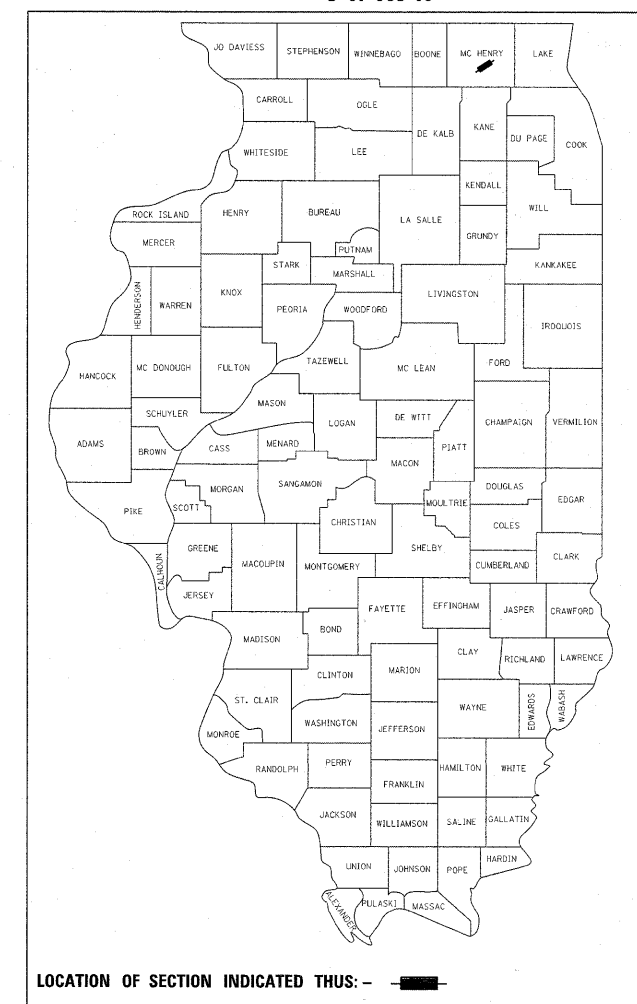 JO DAVIESS
STEPHENSON
WINNEBAGO
BOONE
MC HENRY
LAKE
CARROLL
OGLE
DE KALB
KANE
DU PAGE
COOK
WHITESIDE
LEE
KENDALL
WILL
ROCK ISLAND
HENRY
BUREAU
LA SALLE
GRUNDY
MERCER
PUTNAM
STARK
MARSHALL
KANKAKEE
HENDERSON
WARREN
KNOX
PEORIA
WOODFORD
LIVINGSTON
IROQUOIS
HANCOCK
MC DONOUGH
FULTON
TAZEWELL
MC LEAN
FORD
SCHUYLER
MASON
LOGAN
DE WITT
CHAMPAIGN
VERMILION
ADAMS
BROWN
CASS
MENARD
MACON
PIATT
PIKE
SCOTT
MORGAN
SANGAMON
CHRISTIAN
MOULTRIE
DOUGLAS
EDGAR
COLES
CALHOUN
GREENE
MACOUPIN
MONTGOMERY
SHELBY
CUMBERLAND
CLARK
JERSEY
FAYETTE
EFFINGHAM
JASPER
CRAWFORD
MADISON
BOND
CLAY
RICHLAND
LAWRENCE
CLINTON
MARION
ST. CLAIR
WAYNE
EDWARDS
WABASH
MONROE
WASHINGTON
JEFFERSON
RANDOLPH
PERRY
HAMILTON
WHITE
FRANKLIN
JACKSON
WILLIAMSON
SALINE
GALLATIN
UNION
JOHNSON
POPE
HARDIN
ALEXANDER
PULASKI
MASSAC
LOCATION OF SECTION INDICATED THUS: -